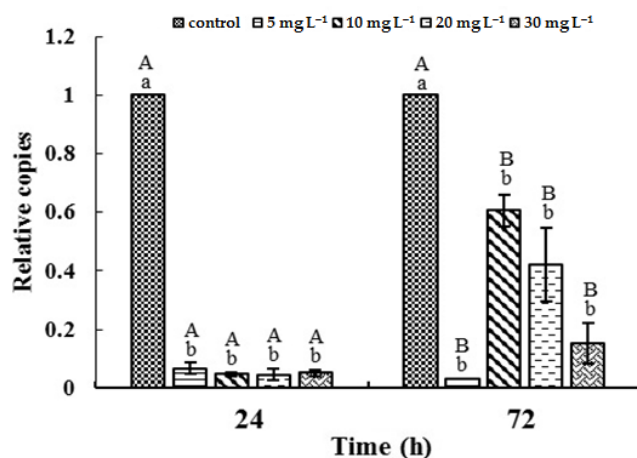 control 5 mg L⁻¹ 10 mg L⁻¹ 20 mg L⁻¹ 30 mg L⁻¹
1.2
1
0.8
0.6
0.4
0.2
0
Relative copies
A
a
A
b
A
b
A
b
A
b
A
a
B
b
B
b
B
b
B
b
24 72
Time (h)